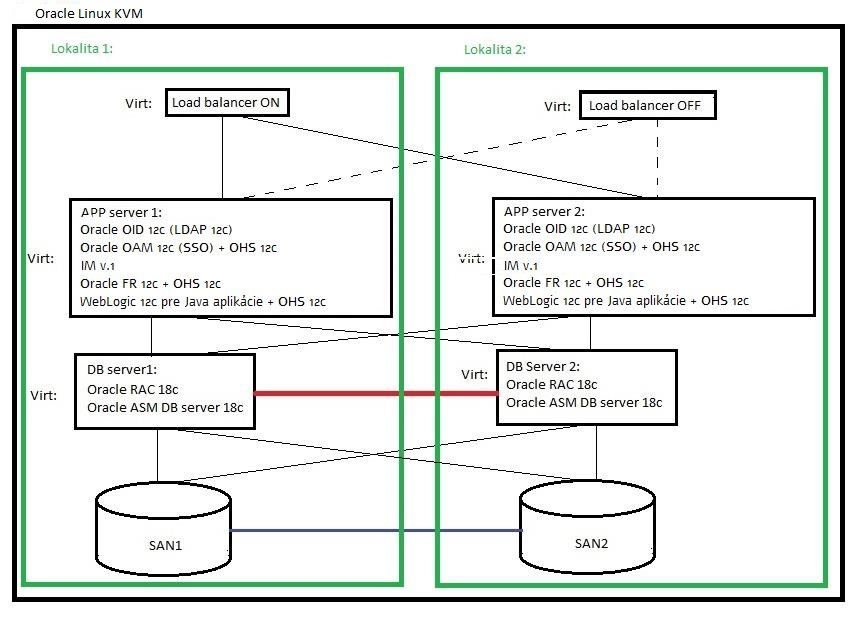 Oracle Linux KVM
Lokalita 1:
Virt:
Load balancer ON
Virt:
APP server 1:
Oracle OID 12c (LDAP 12c)
Oracle OAM 12c (SSO) + OHS 12c
IM v.1
Oracle FR 12c + OHS 12c
WebLogic 12c pre Java aplikácie + OHS 12c
Virt:
DB server1:
Oracle RAC 18c
Oracle ASM DB server 18c
SAN1
Lokalita 2:
Virt:
Load balancer OFF
Virt:
APP server 2:
Oracle OID 12c (LDAP 12c)
Oracle OAM 12c (SSO) + OHS 12c
IM v.1
Oracle FR 12c + OHS 12c
WebLogic 12c pre Java aplikácie + OHS 12c
Virt:
DB Server 2:
Oracle RAC 18c
Oracle ASM DB server 18c
SAN2